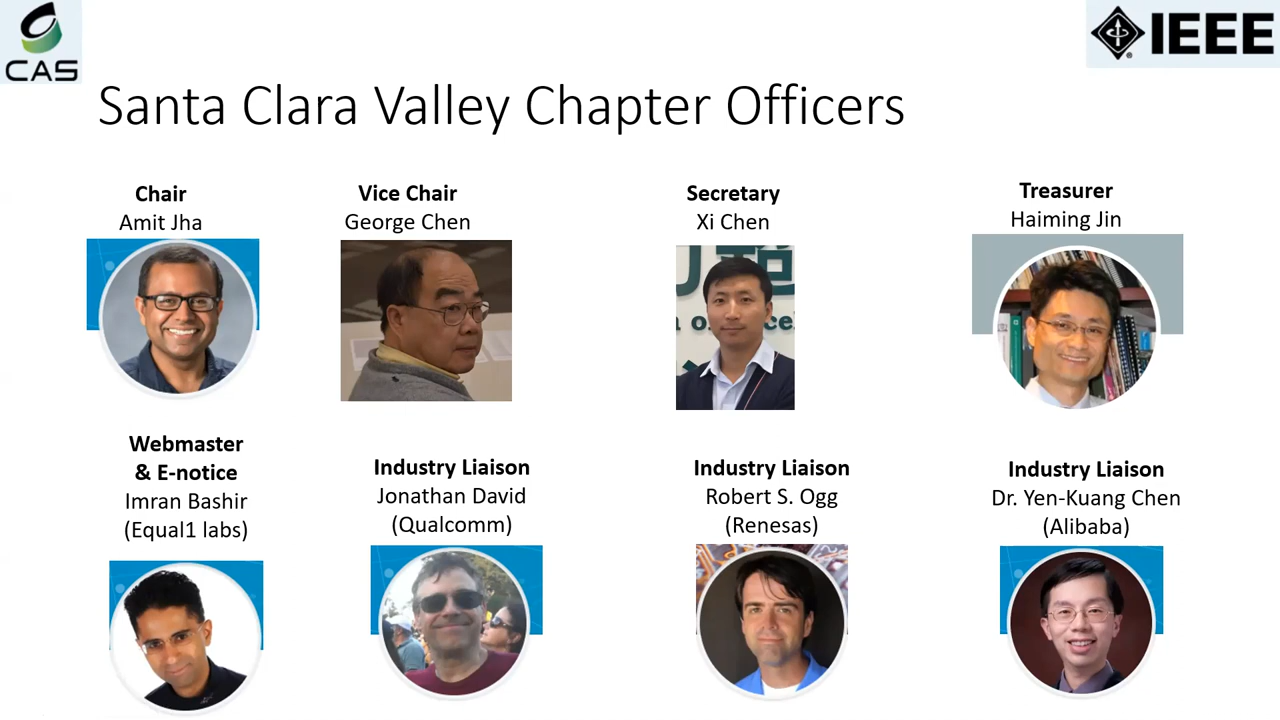 CAS
IEEE
Santa Clara Valley Chapter Officers
Chair
Amit Jha
Vice Chair
George Chen
Secretary
Xi Chen
Treasurer
Haiming Jin
Webmaster
& E-notice
Imran Bashir
(Equal1 labs)
Industry Liaison
Jonathan David
(Qualcomm)
Industry Liaison
Robert S. Ogg
(Renesas)
Industry Liaison
Dr. Yen-Kuang Chen
(Alibaba)